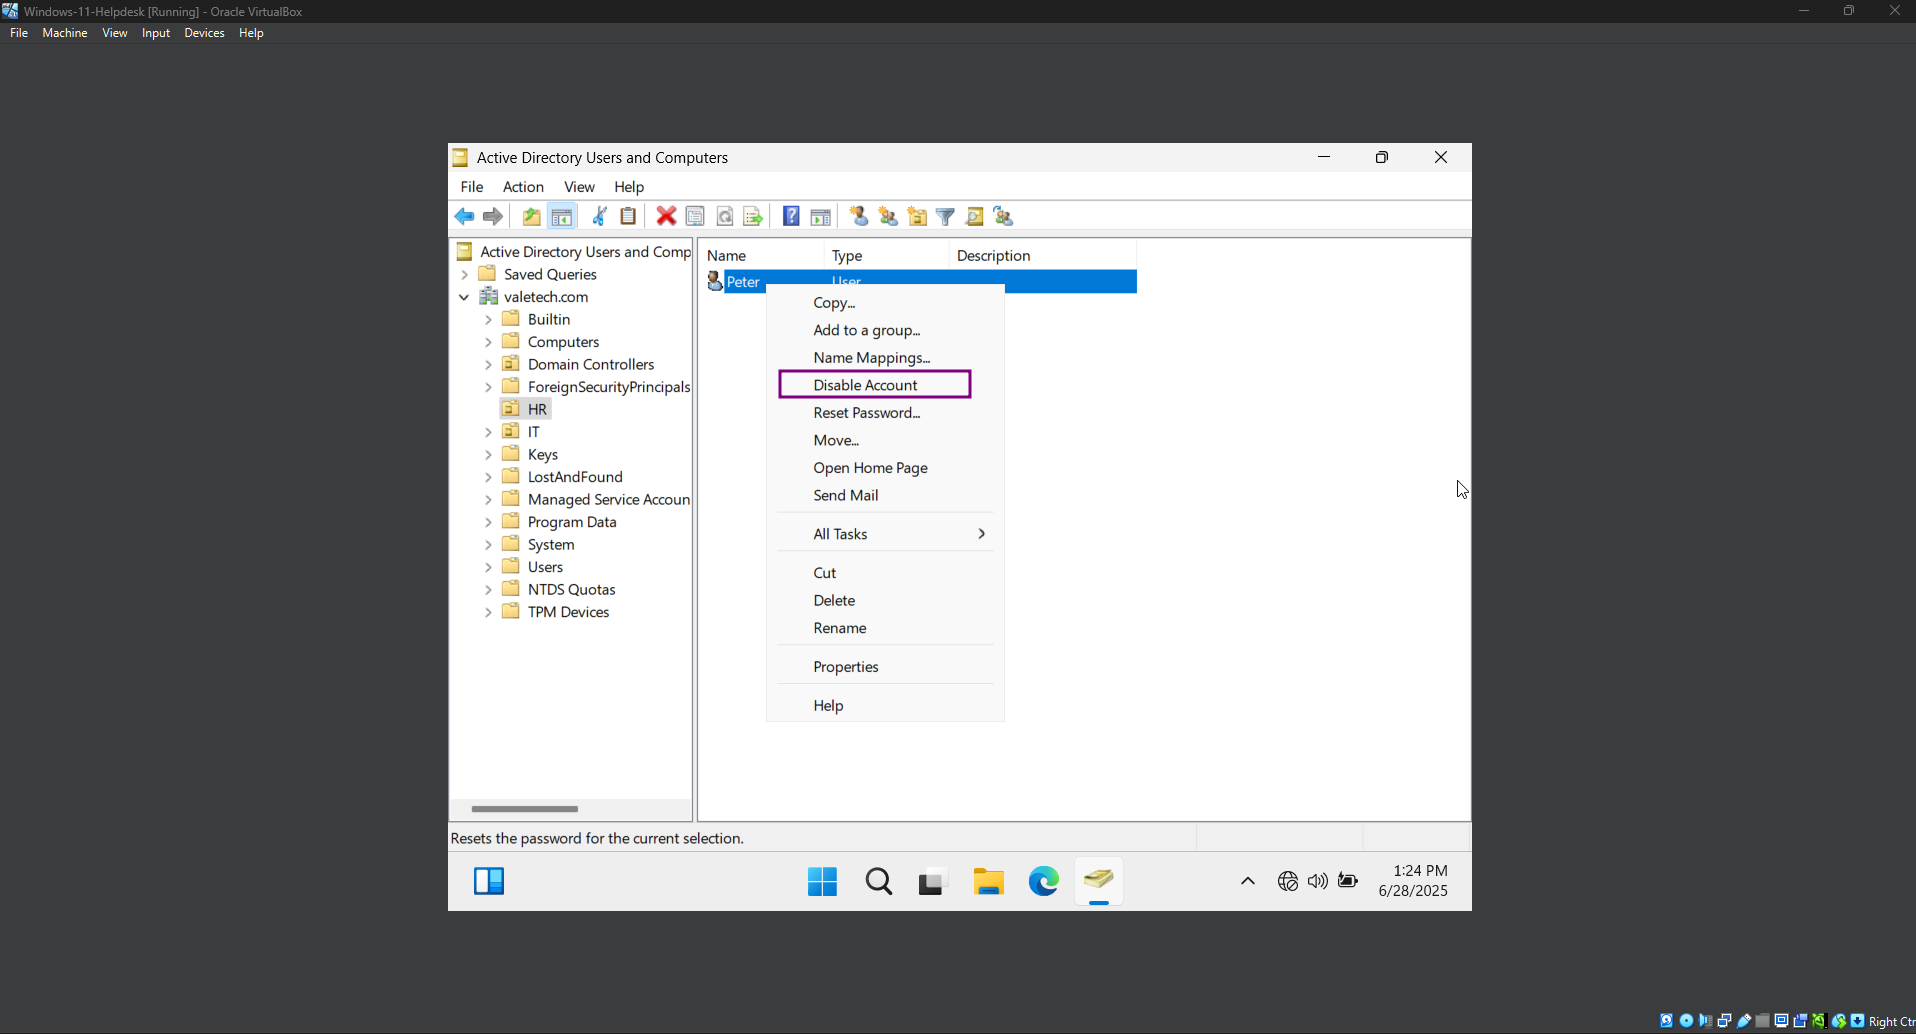 Windows-11-Helpdesk [Running] - Oracle VirtualBox
File Machine View Input Devices Help
Active Directory Users and Computers
File Action View Help
Active Directory Users and Comp
Saved Queries
valetech.com
Builtin
Computers
Domain Controllers
ForeignSecurityPrincipals
HR
IT
Keys
LostAndFound
Managed Service Accoun
Program Data
System
Users
NTDS Quotas
TPM Devices
Name Type Description
Peter User
Copy...
Add to a group...
Name Mappings...
Disable Account
Reset Password...
Move...
Open Home Page
Send Mail
All Tasks
Cut
Delete
Rename
Properties
Help
Resets the password for the current selection.
1:24 PM
6/28/2025
Right Ctr